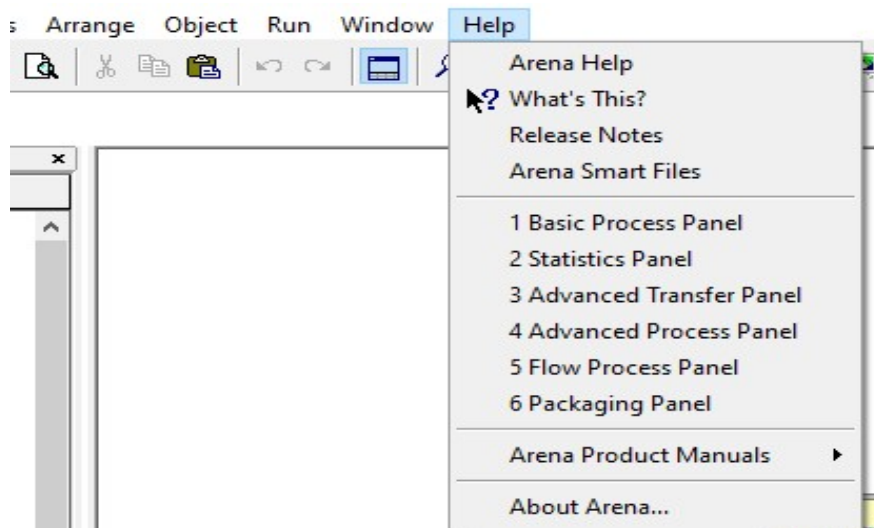 s Arrange Object Run Window Help
Arena Help
What's This?
Release Notes
Arena Smart Files
1 Basic Process Panel
2 Statistics Panel
3 Advanced Transfer Panel
4 Advanced Process Panel
5 Flow Process Panel
6 Packaging Panel
Arena Product Manuals
About Arena...